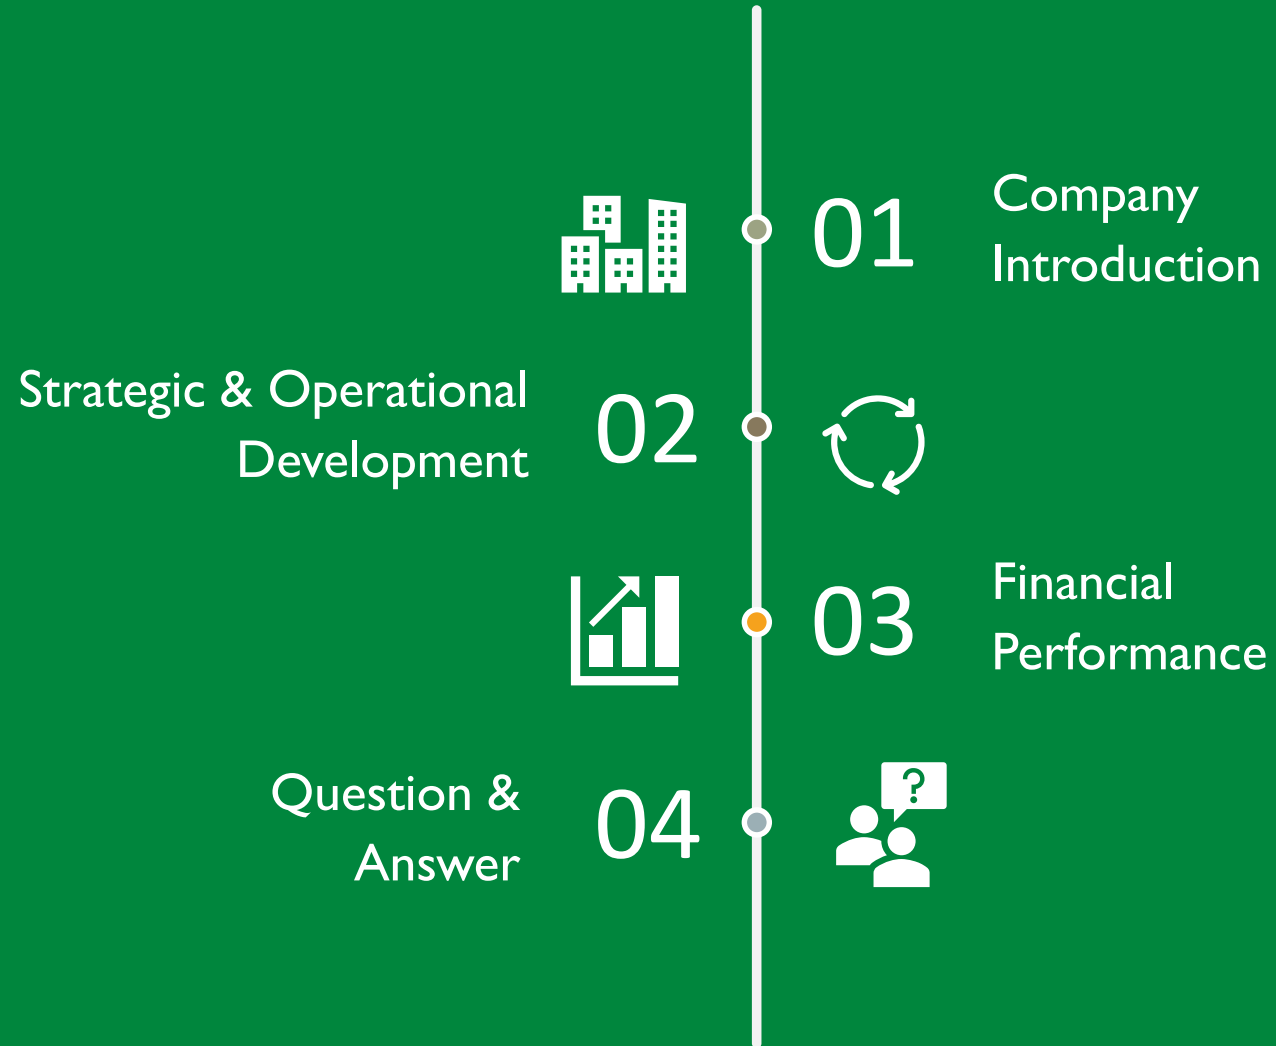 01
Company
Introduction
Strategic & Operational
Development
02
03
Financial
Performance
Question &
Answer
04
?